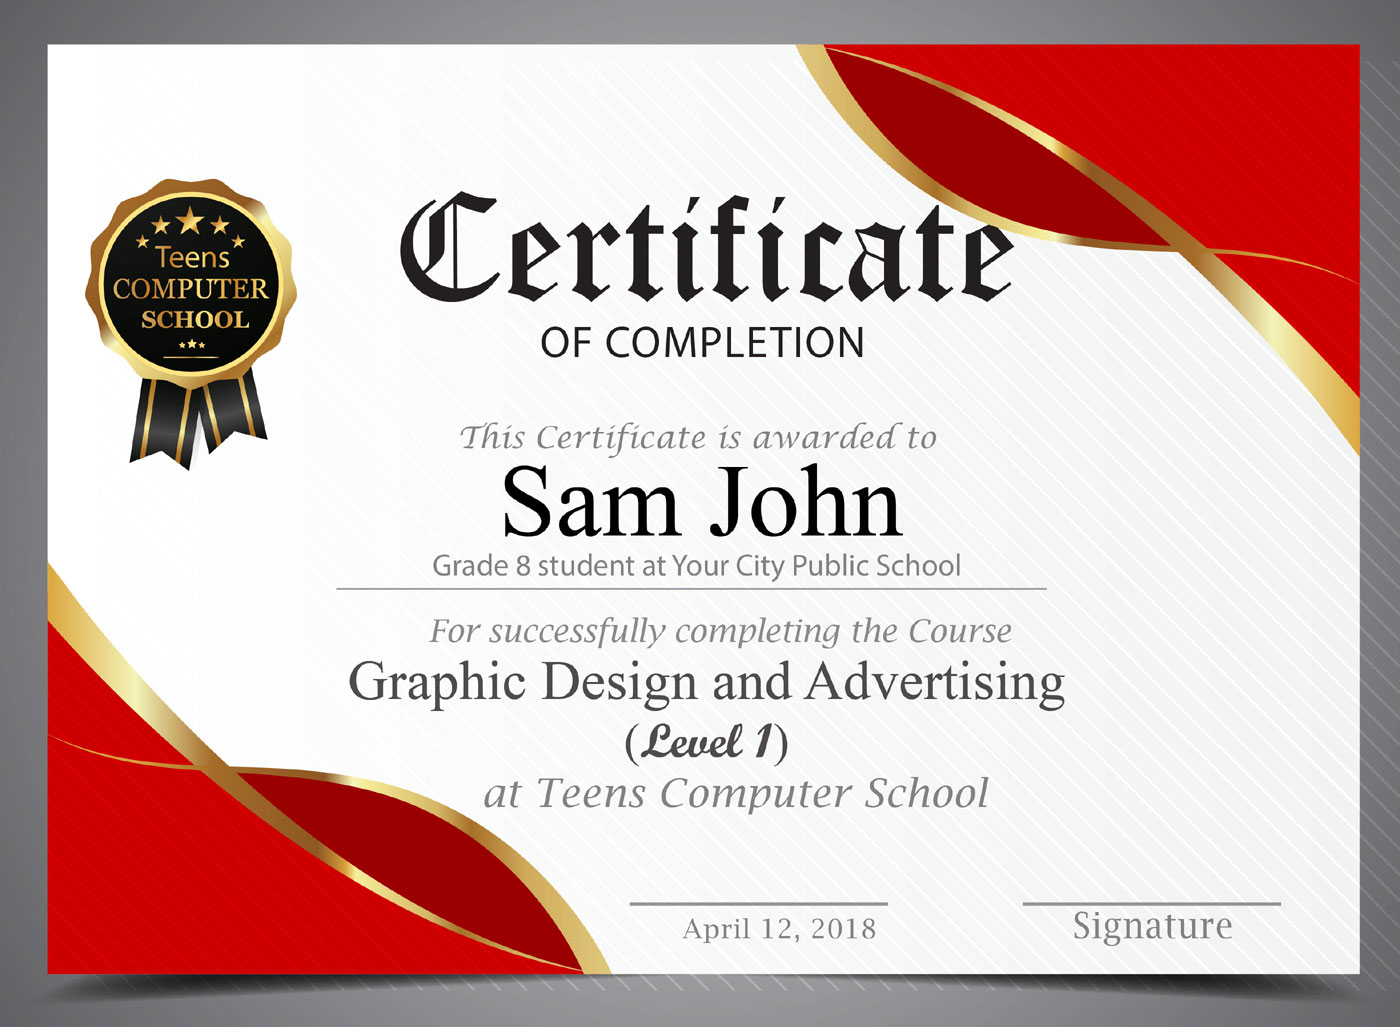 Teens
COMPUTER
SCHOOL
Certificate
OF COMPLETION
This Certificate is awarded to
Sam John
Grade 8 student at Your City Public School
For successfully completing the Course
Graphic Design and Advertising
(Level 1)
at Teens Computer School
April 12, 2018
Signature